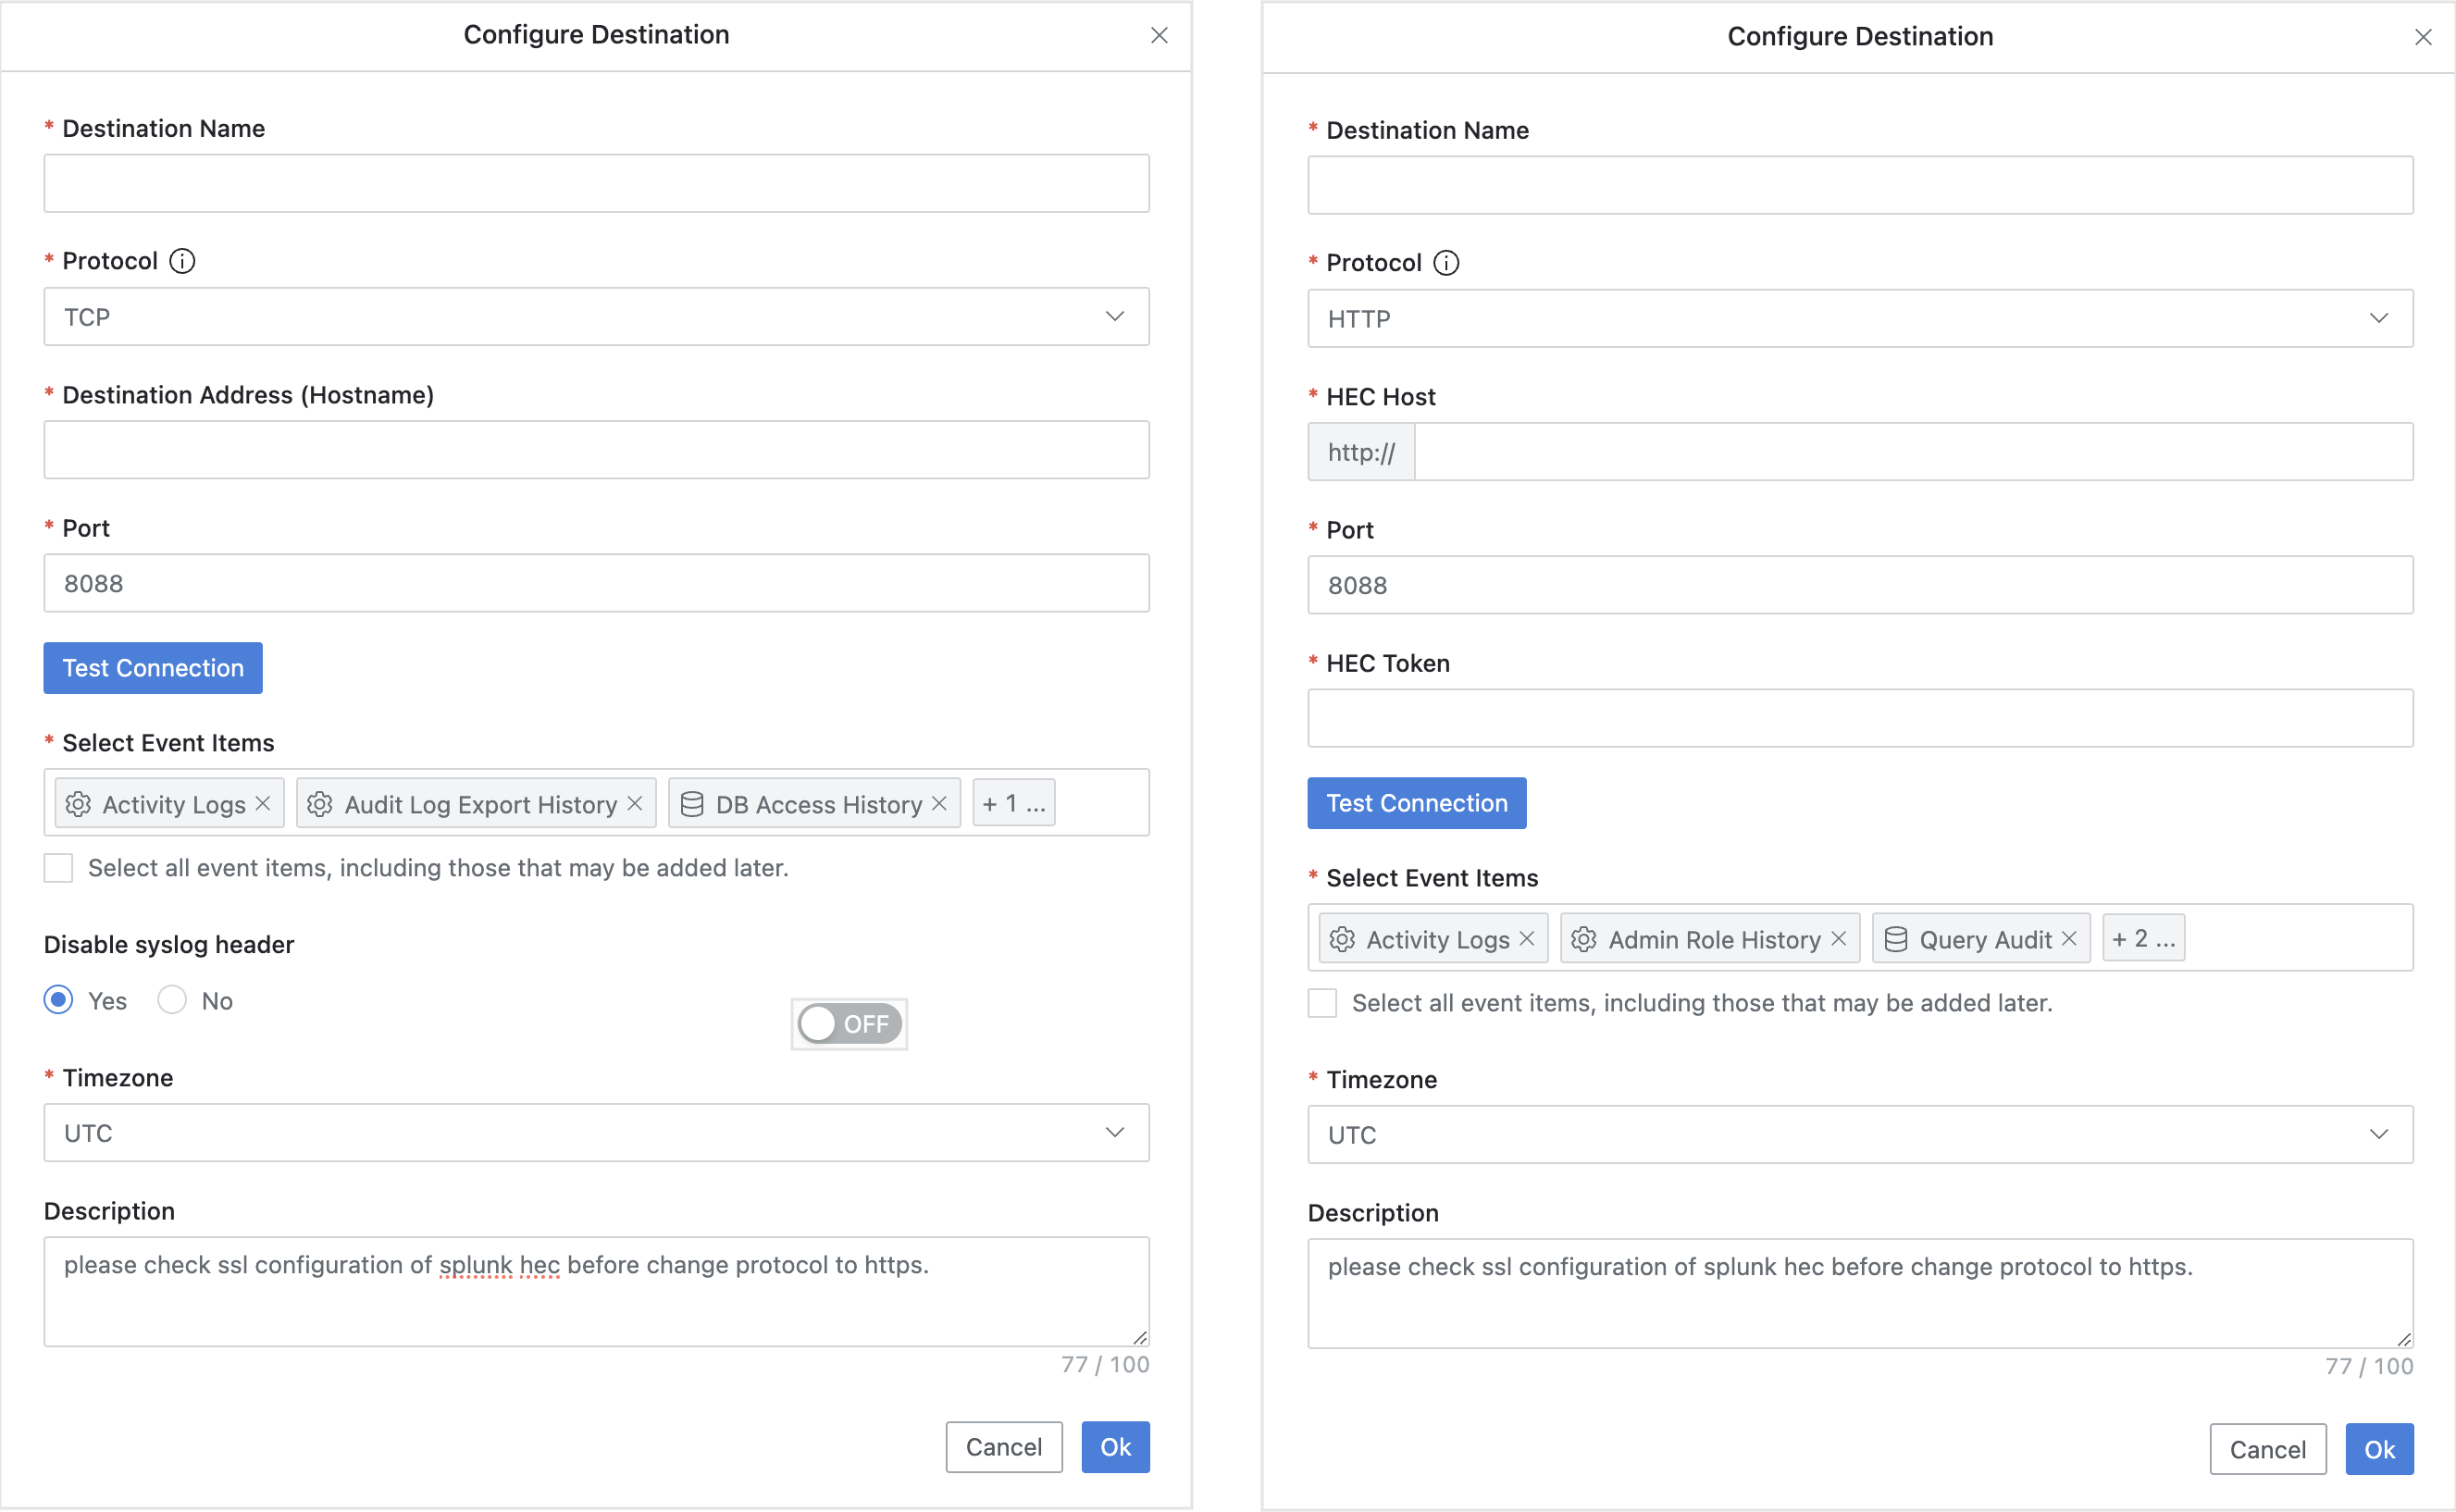 Configure Destination
* Destination Name
* Protocol
TCP
* Destination Address (Hostname)
* Port
8088
Test Connection
* Select Event Items
Activity Logs Audit Log Export History DB Access History + 1 ...
Select all event items, including those that may be added later.
Disable syslog header
Yes No
OFF
* Timezone
UTC
Description
please check ssl configuration of splunk hec before change protocol to https.
77 / 100
Cancel Ok
Configure Destination
* Destination Name
* Protocol
HTTP
* HEC Host
http://
* Port
8088
* HEC Token
Test Connection
* Select Event Items
Activity Logs Admin Role History Query Audit + 2 ...
Select all event items, including those that may be added later.
* Timezone
UTC
Description
please check ssl configuration of splunk hec before change protocol to https.
77 / 100
Cancel Ok